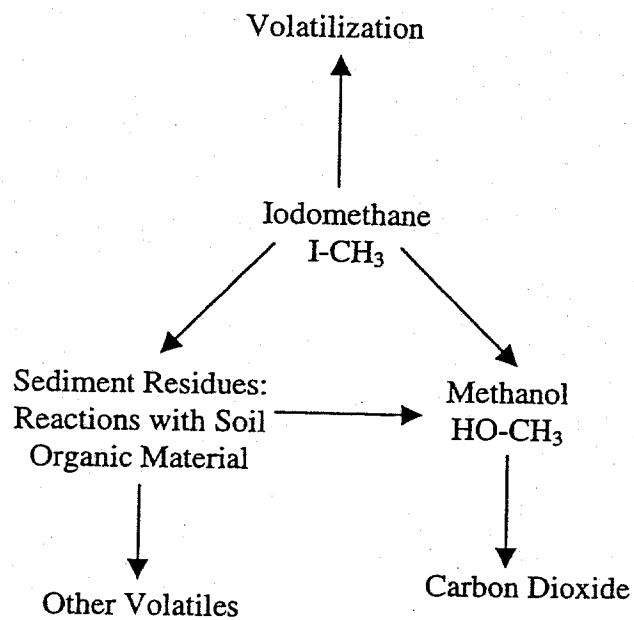 Volatilization
Iodomethane
I-CH₃
Sediment Residues:
Reactions with Soil
Organic Material
Methanol
HO-CH₃
Other Volatiles
Carbon Dioxide